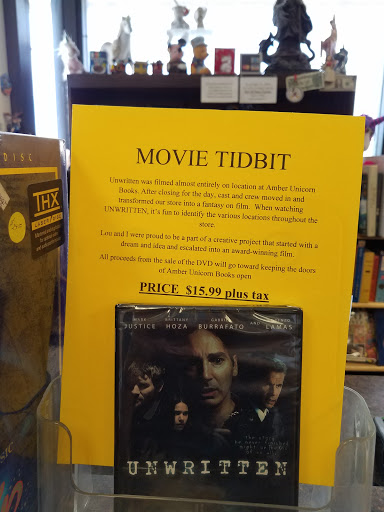 MOVIE TIDBIT
Unwritten was filmed almost entirely on location at Amber Unicorn
Books. After closing for the day, cast and crew moved in and
transformed our store into a fantasy on film. When watching
UNWRITTEN, it's fun to identify the various locations throughout the
store.
Lou and I were proud to be a part of a creative project that started with a
dream and idea and escalated into an award-winning film.
All proceeds from the sale of the DVD will go toward keeping the doors
of Amber Unicorn Books open
PRICE $15.99 plus tax
DISC
THX
JUSTICE
BRITTANY HOZA
BURRAFATO
AND LORENZO LAMAS
UNWRITTEN